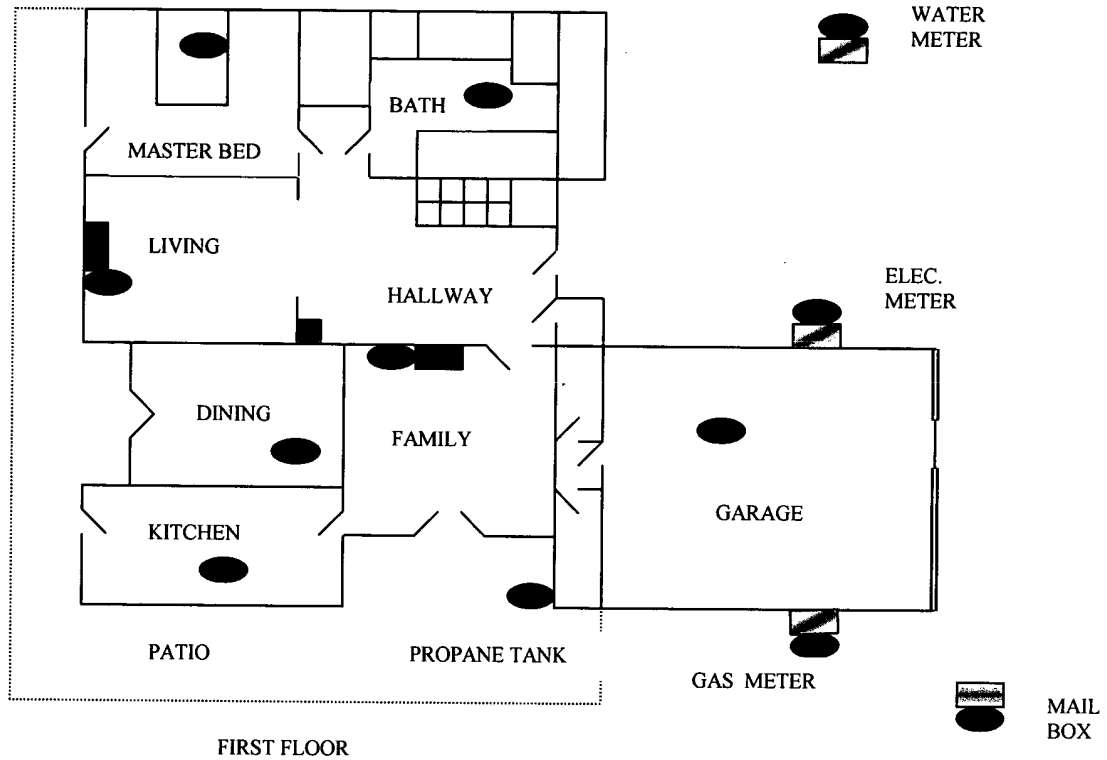 WATER
METER
BATH
MASTER BED
LIVING
HALLWAY
ELEC.
METER
DINING
FAMILY
GARAGE
KITCHEN
PATIO
PROPANE TANK
GAS METER
MAIL
BOX
FIRST FLOOR